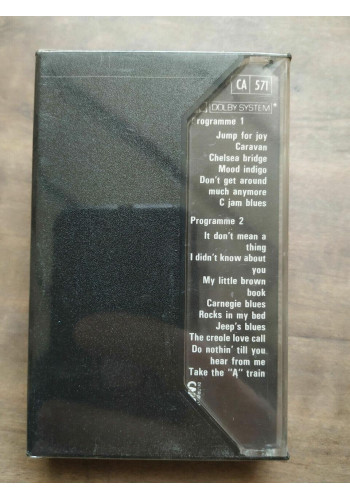 CA 571
DOLBY SYSTEM
Programme 1
Jump for joy
Caravan
Chelsea bridge
Mood indigo
Don't get around
much anymore
C jam blues
Programme 2
It don't mean a
thing
I didn't know about
you
My little brown
book
Carnegie blues
Rocks in my bed
Jeep's blues
The creole love call
Do nothin' till you
hear from me
Take the "A" train